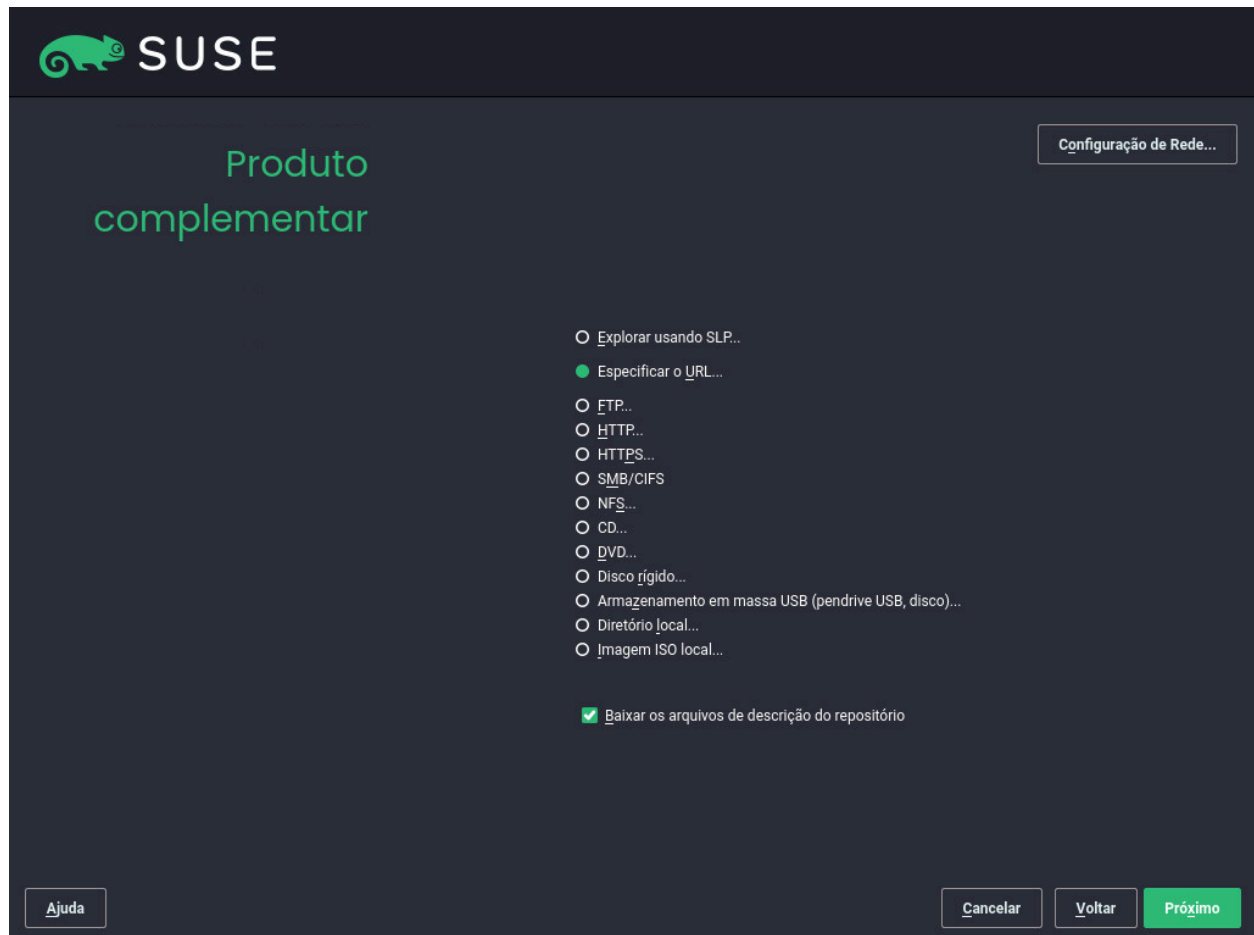 SUSE
Produto
complementar
Configuração de Rede...
Explorar usando SLP...
Especificar o URL...
FTP...
HTTP...
HTTPS...
SMB/CIFS
NFS...
CD...
DVD...
Disco rígido...
Armazenamento em massa USB (pendrive USB, disco)...
Diretório local...
Imagem ISO local...
Baixar os arquivos de descrição do repositório
Ajuda
Cancelar
Voltar
Próximo